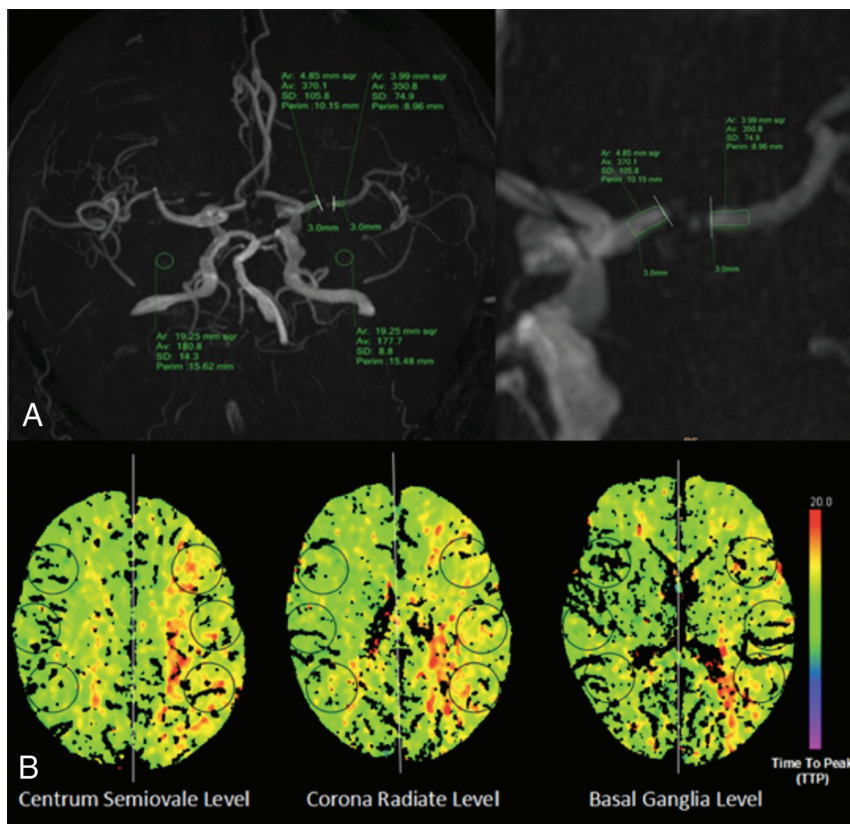 Ar: 4.85 mm sqr
Av: 370.1
SD: 105.8
Perim :10.15 mm
Ar: 3.99 mm sqr
Av: 350.8
SD: 74.9
Perim :8.96 mm
3.0mm
3.0mm
Ar: 19.25 mm sqr
Av: 180.8
SD: 14.3
Perim :15.62 mm
Ar: 19.25 mm sqr
Av: 177.7
SD: 8.8
Perim :15.48 mm
Ar: 4.85 mm sqr
Av: 370.1
SD: 105.8
Perim: 10.15 mm
Ar: 3.99 mm sqr
Av: 350.8
SD: 74.9
Perim :8.96 mm
3.0mm
3.0mm
A
20.0
Time To Peak
(TTP)
B
Centrum Semiovale Level
Corona Radiate Level
Basal Ganglia Level